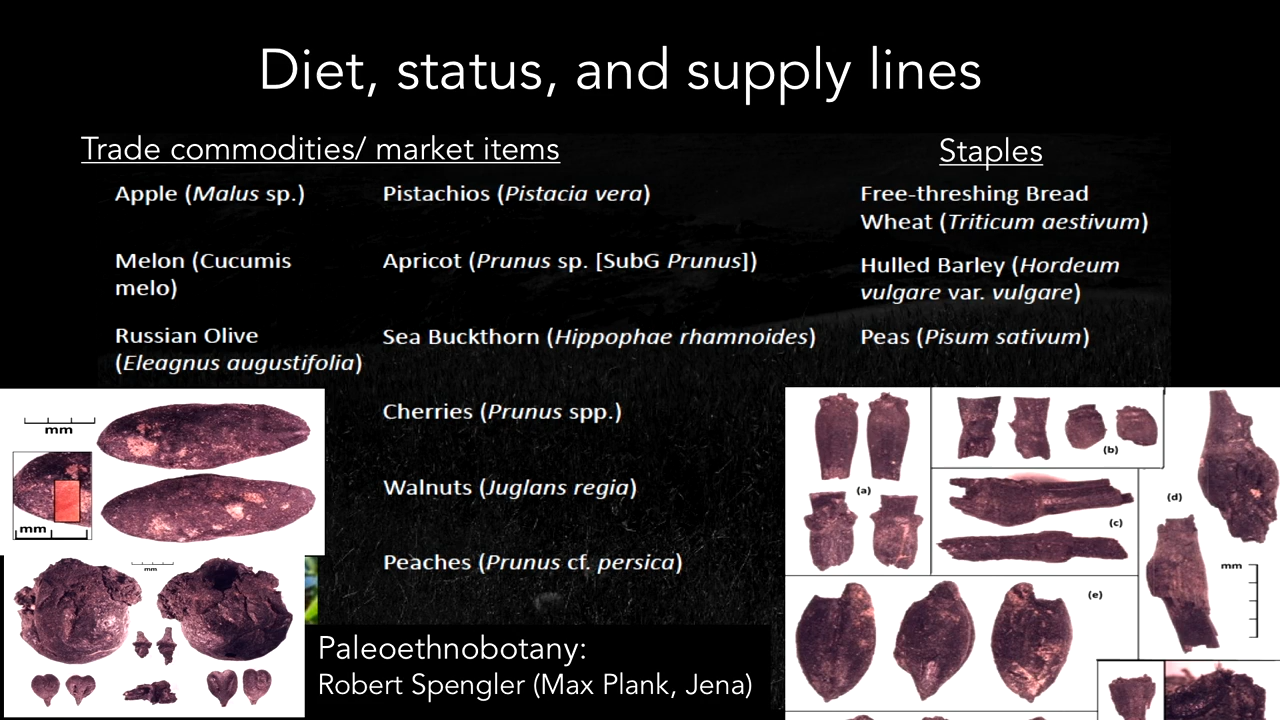 Diet, status, and supply lines
Trade commodities/ market items
Apple (Malus sp.)
Melon (Cucumis
melo)
Russian Olive
(Eleagnus augustifolia)
Pistachios (Pistacia vera)
Apricot (Prunus sp. [SubG Prunus])
Sea Buckthorn (Hippophae rhamnoides)
Cherries (Prunus spp.)
Walnuts (Juglans regia)
Peaches (Prunus cf. persica)
Staples
Free-threshing Bread
Wheat (Triticum aestivum)
Hulled Barley (Hordeum
vulgare var. vulgare)
Peas (Pisum sativum)
mm
mm
mm
(a)
(b)
(c)
(d)
mm
(e)
Paleoethnobotany:
Robert Spengler (Max Plank, Jena)